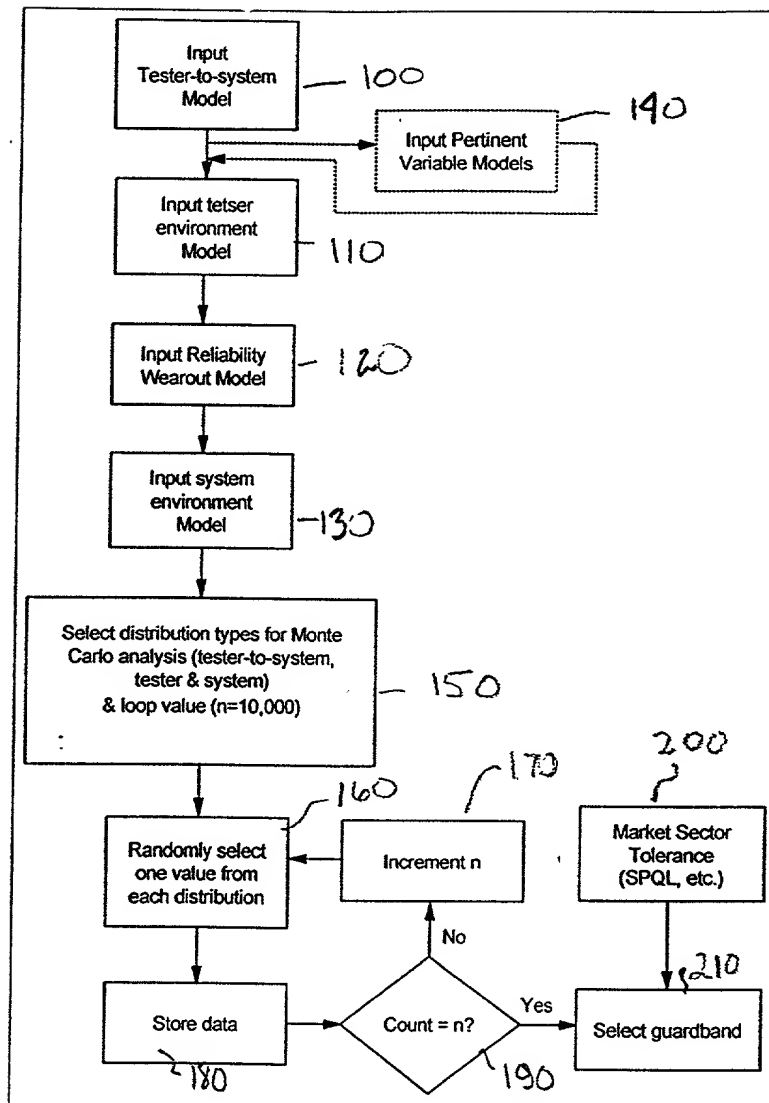 Input
Tester-to-system
Model
100
Input Pertinent
Variable Models
140
Input tetser
environment
Model
110
Input Reliability
Wearout Model
120
Input system
environment
Model
130
Select distribution types for Monte
Carlo analysis (tester-to-system,
tester & system)
& loop value (n=10,000)
150
Randomly select
one value from
each distribution
160
Increment n
170
Market Sector
Tolerance
(SPQL, etc.)
200
No
Store data
180
Count = n?
190
Yes
Select guardband
210